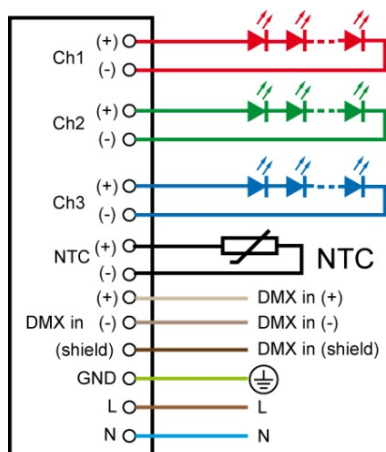 Ch1 (+)
(-)
Ch2 (+)
(-)
Ch3 (+)
(-)
NTC (+)
(-)
NTC
(+) DMX in (+)
DMX in (-) DMX in (-)
(shield) DMX in (shield)
GND
L L
N N